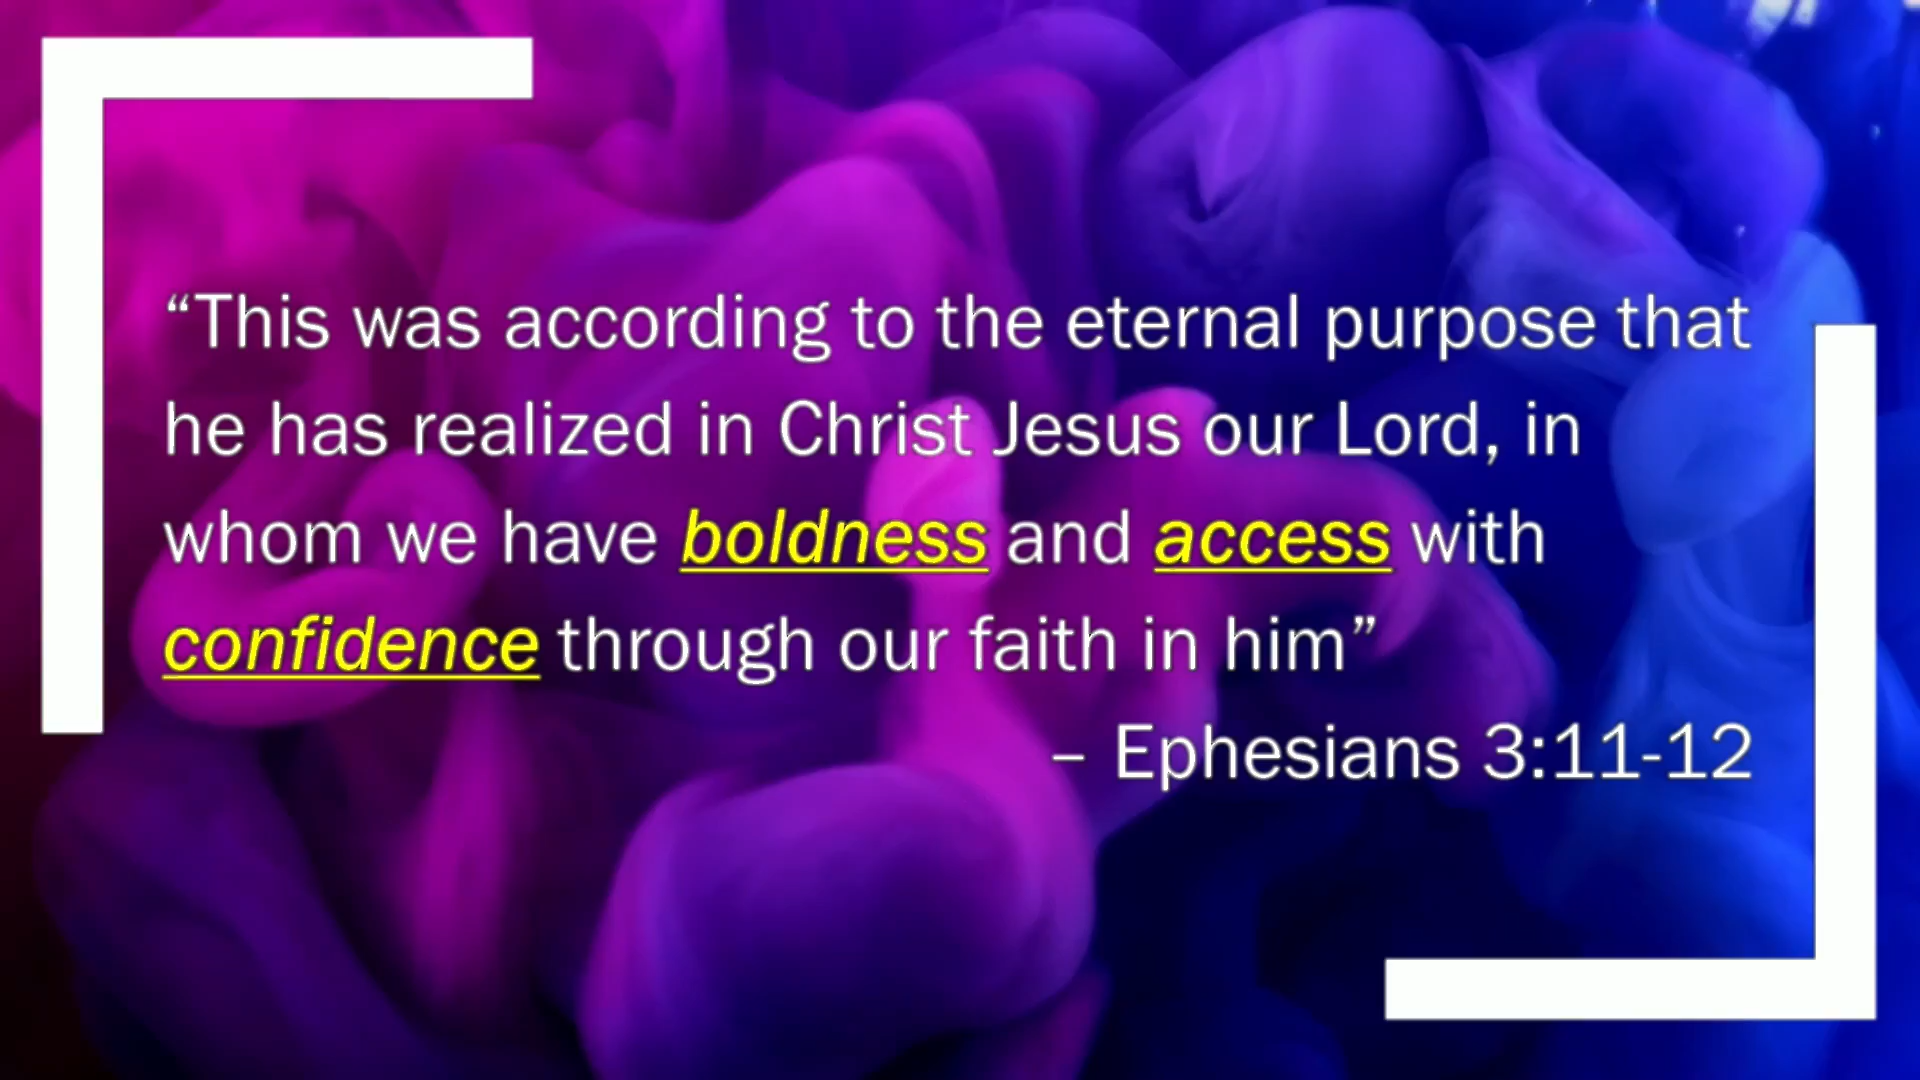 “This was according to the eternal purpose that
he has realized in Christ Jesus our Lord, in
whom we have boldness and access with
confidence through our faith in him”
– Ephesians 3:11-12